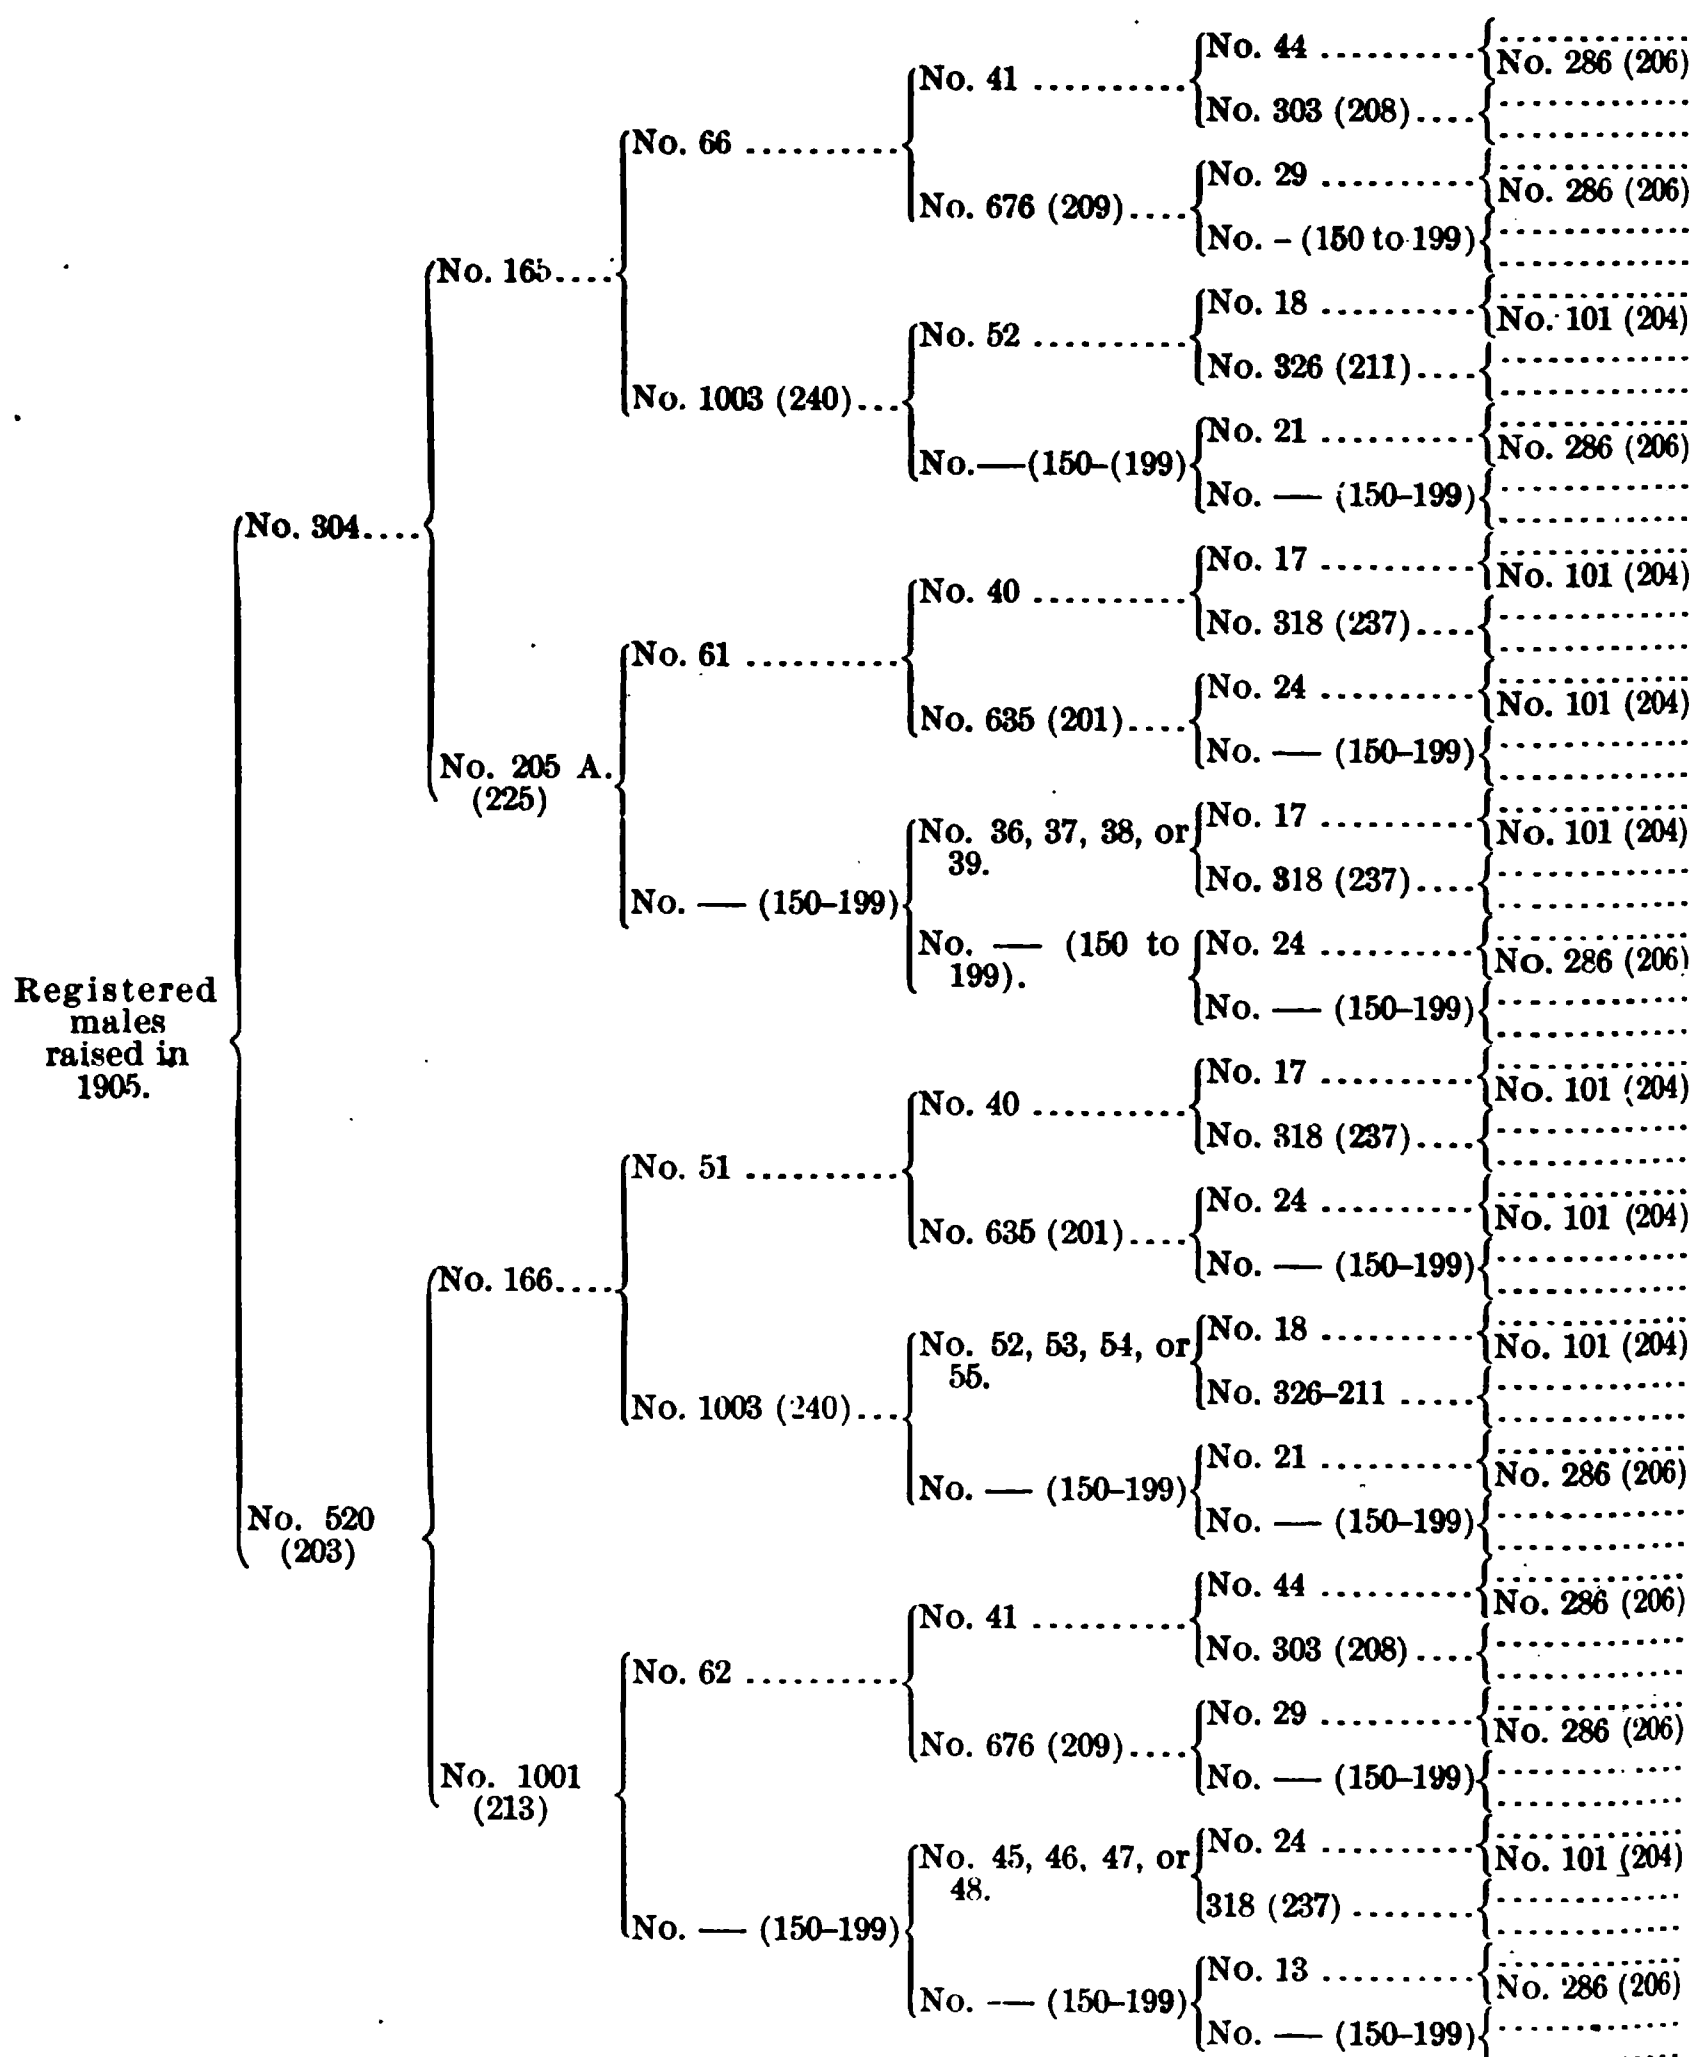 No. 44 ............
No. 286 (206)
No. 41 ..........
No. 303 (208)....
No. 66 ..........
No. 29 ............
No. 286 (206)
No. 676 (209)....
No. - (150 to 199)
No. 165....
No. 18 ............
No. 101 (204)
No. 52 ..........
No. 326 (211)....
No. 1003 (240)...
No. 21 ............
No. 286 (206)
No.—(150-(199)
No. — (150-199)
No. 304....
No. 17 ............
No. 101 (204)
No. 40 ..........
No. 318 (237)....
No. 61 ..........
No. 24 ............
No. 101 (204)
No. 635 (201)....
No. — (150-199)
No. 205 A.
(225)
No. 17 ............
No. 101 (204)
No. 36, 37, 38, or
39.
No. 318 (237)....
No. — (150-199)
No. 24 ............
No. 286 (206)
No. — (150 to
199).
No. — (150-199)
Registered
males
raised in
1905.
No. 17 ............
No. 101 (204)
No. 40 ..........
No. 318 (237)....
No. 51 ..........
No. 24 ............
No. 101 (204)
No. 635 (201)....
No. — (150-199)
No. 166....
No. 18 ............
No. 101 (204)
No. 52, 53, 54, or
55.
No. 326-211 .....
No. 1003 (240)...
No. 21 ............
No. 286 (206)
No. — (150-199)
No. — (150-199)
No. 520
(203)
No. 44 ............
No. 286 (206)
No. 41 ..........
No. 303 (208)....
No. 62 ..........
No. 29 ............
No. 286 (206)
No. 676 (209)....
No. — (150-199)
No. 1001
(213)
No. 24 ............
No. 101 (204)
No. 45, 46, 47, or
48.
318 (237) ........
No. — (150-199)
No. 13 ............
No. 286 (206)
No. — (150-199)
No. — (150-199)